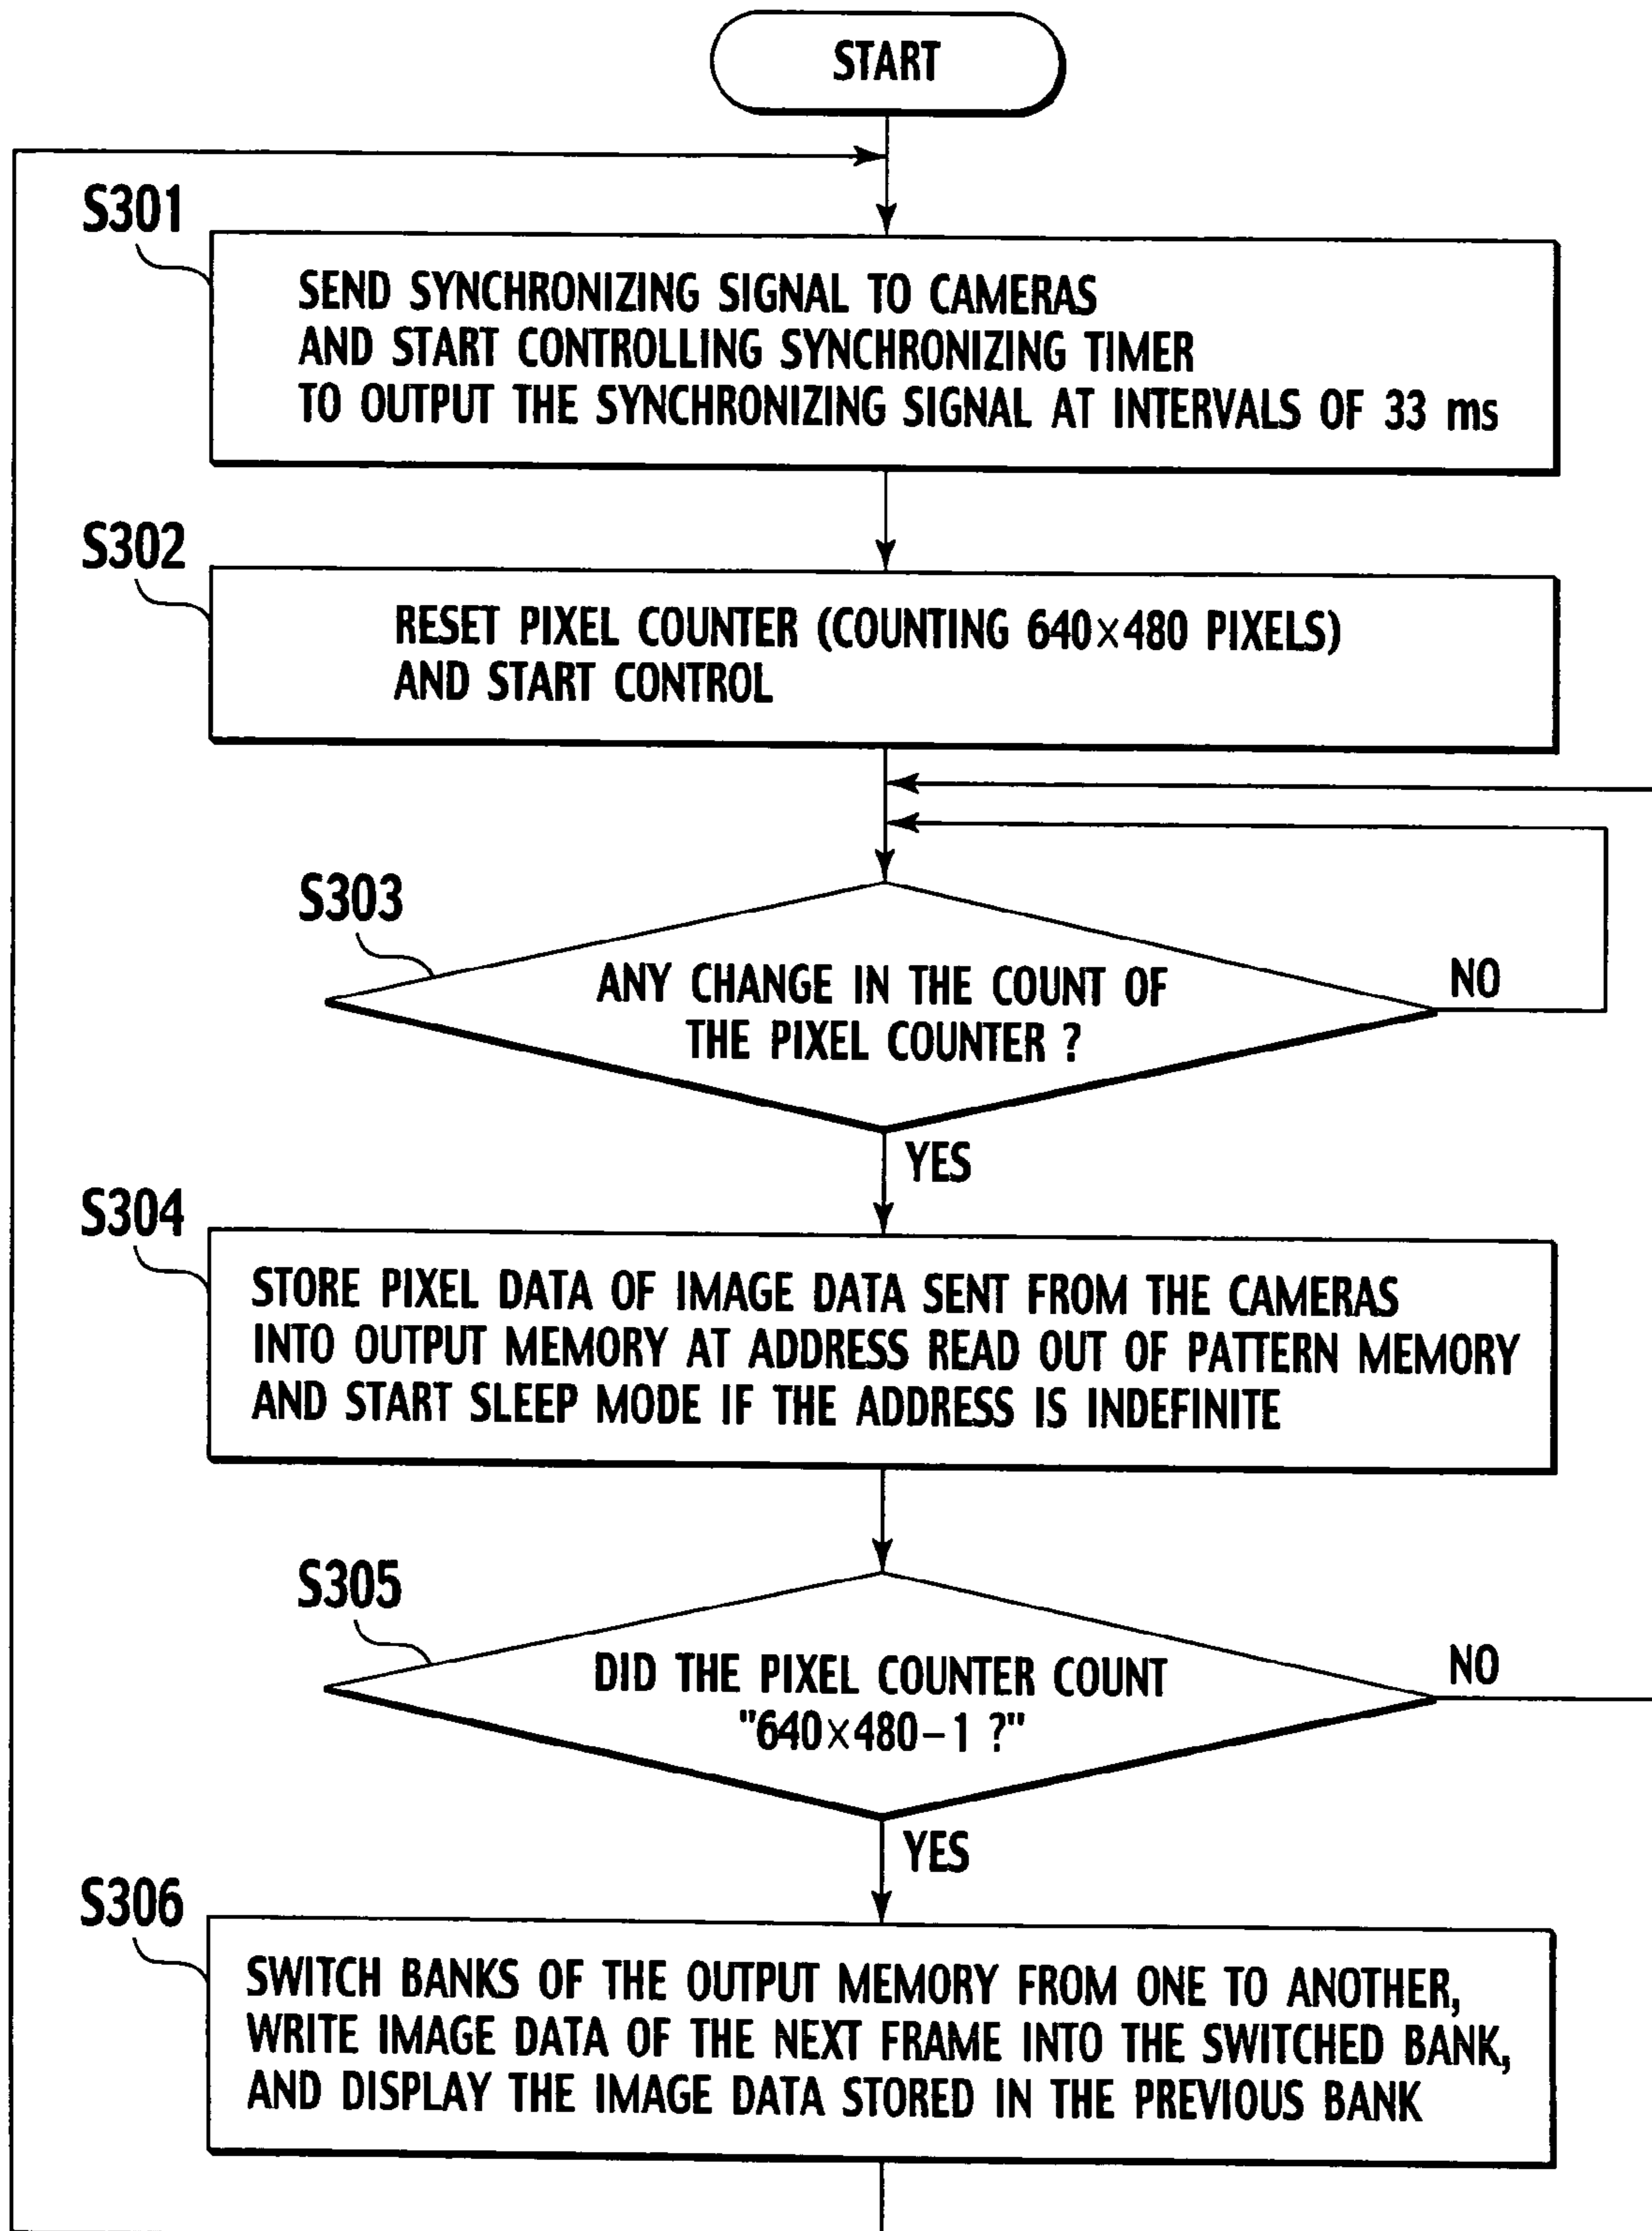 START
S301
SEND SYNCHRONIZING SIGNAL TO CAMERAS
AND START CONTROLLING SYNCHRONIZING TIMER
TO OUTPUT THE SYNCHRONIZING SIGNAL AT INTERVALS OF 33 ms
S302
RESET PIXEL COUNTER (COUNTING 640×480 PIXELS)
AND START CONTROL
S303
ANY CHANGE IN THE COUNT OF
THE PIXEL COUNTER ?
NO
YES
S304
STORE PIXEL DATA OF IMAGE DATA SENT FROM THE CAMERAS
INTO OUTPUT MEMORY AT ADDRESS READ OUT OF PATTERN MEMORY
AND START SLEEP MODE IF THE ADDRESS IS INDEFINITE
S305
DID THE PIXEL COUNTER COUNT
"640×480–1 ?"
NO
YES
S306
SWITCH BANKS OF THE OUTPUT MEMORY FROM ONE TO ANOTHER,
WRITE IMAGE DATA OF THE NEXT FRAME INTO THE SWITCHED BANK,
AND DISPLAY THE IMAGE DATA STORED IN THE PREVIOUS BANK